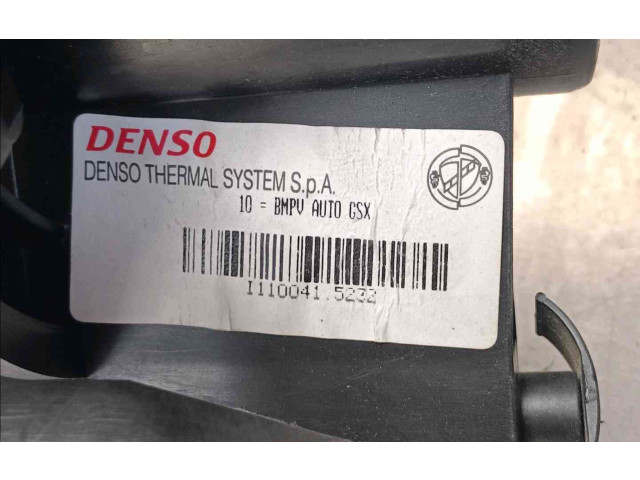 DENSO
DENSO THERMAL SYSTEM S.p.A.
10 = BMPV AUTO GSX
I110041.5232